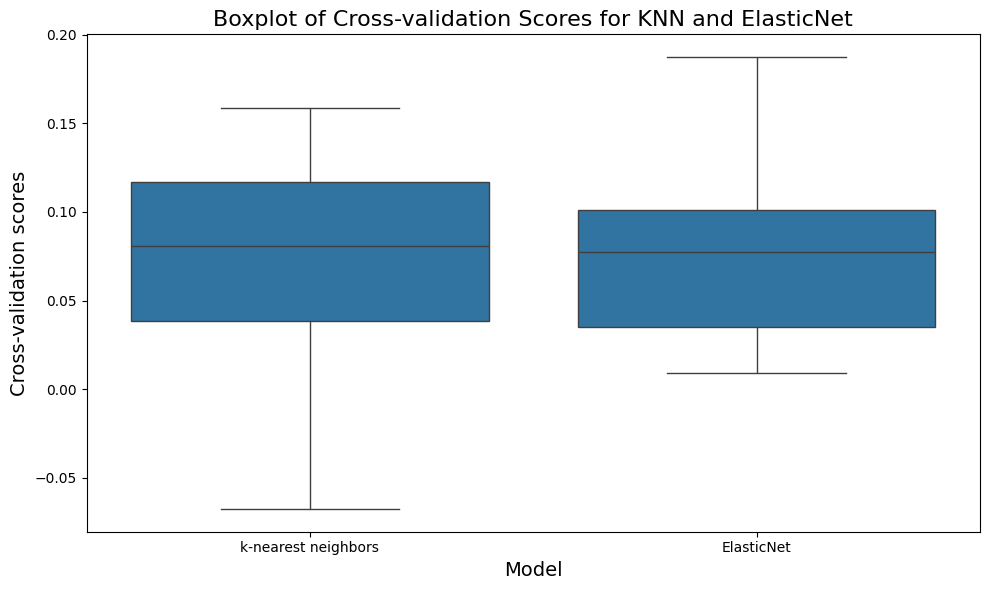 Boxplot of Cross-validation Scores for KNN and ElasticNet
Cross-validation scores
0.20
0.15
0.10
0.05
0.00
−0.05
k-nearest neighbors
ElasticNet
Model